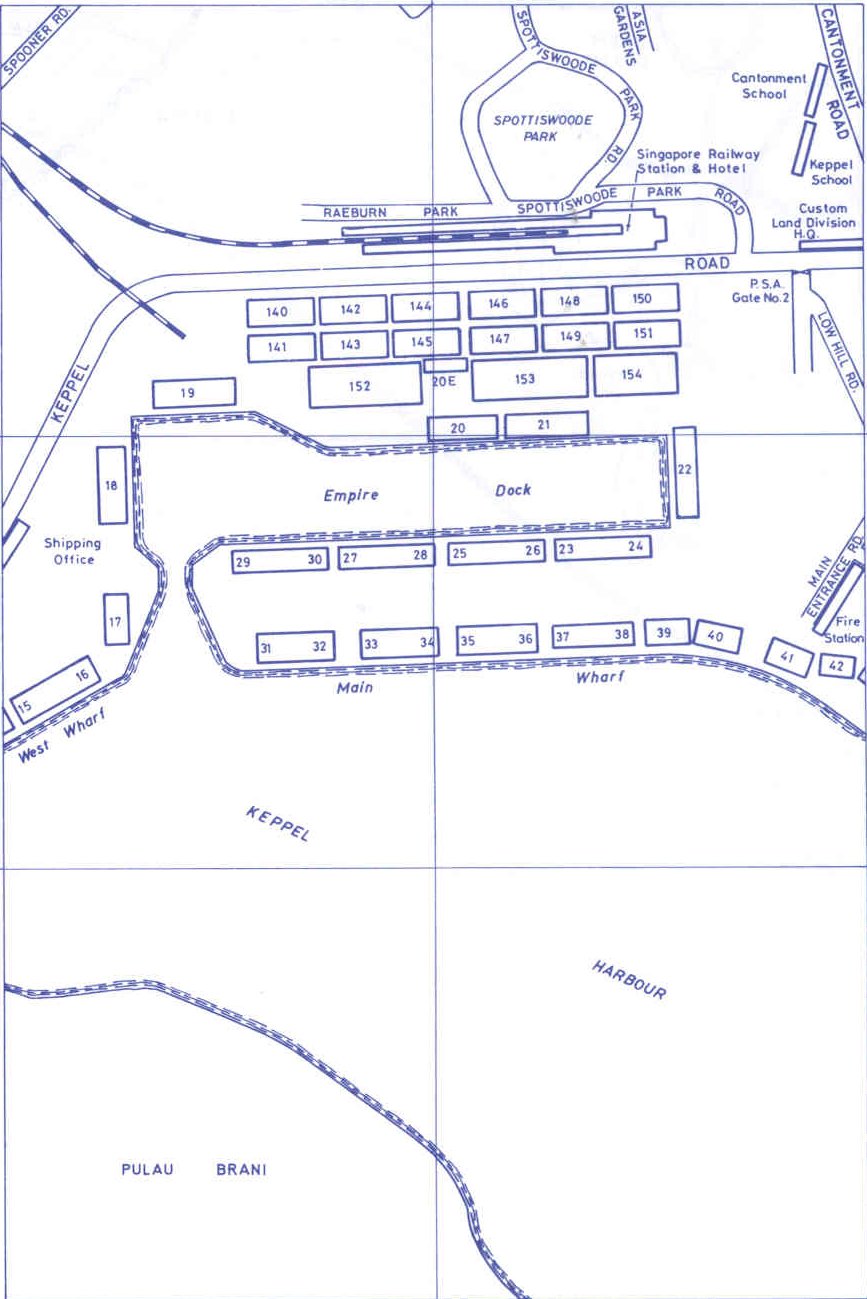 SPOONER RD.
SPOTTISWOODE PARK RD.
ASIA
GARDENS
CANTONMENT ROAD
Cantonment
School
SPOTTISWOODE
PARK
Singapore Railway
Station & Hotel
Keppel
School
RAEBURN PARK
SPOTTISWOODE PARK ROAD
Custom
Land Division
H.Q.
KEPPEL ROAD
P.S.A.
Gate No.2
LOW HILL RD.
140
142
144
146
148
150
141
143
145
147
149
151
152
20E
153
154
19
20
21
18
Empire Dock
22
Shipping
Office
29 30
27 28
25 26
23 24
MAIN
ENTRANCE RD.
17
Fire
Station
31 32
33 34
35 36
37 38
39
40
41
42
15 16
Main Wharf
West Wharf
KEPPEL
HARBOUR
PULAU BRANI